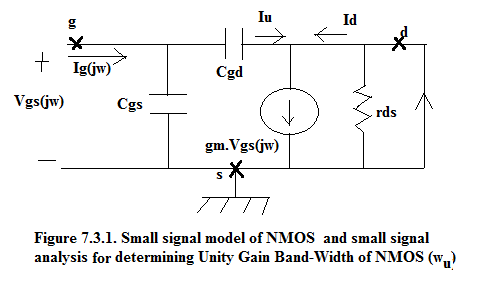 g
Iu
Id
d
+
Ig(jw)
Cgd
Vgs(jw)
Cgs
rds
gm.Vgs(jw)
—
s
Figure 7.3.1. Small signal model of NMOS and small signal
analysis for determining Unity Gain Band-Width of NMOS (wu)